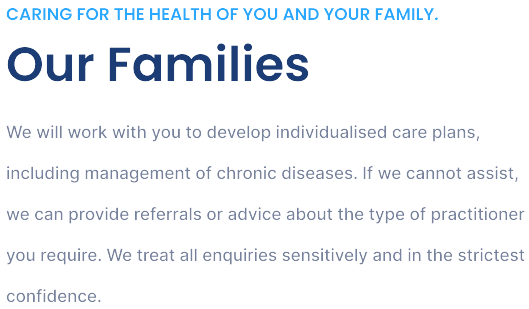 CARING FOR THE HEALTH OF YOU AND YOUR FAMILY.
Our Families
We will work with you to develop individualised care plans,
including management of chronic diseases. If we cannot assist,
we can provide referrals or advice about the type of practitioner
you require. We treat all enquiries sensitively and in the strictest
confidence.